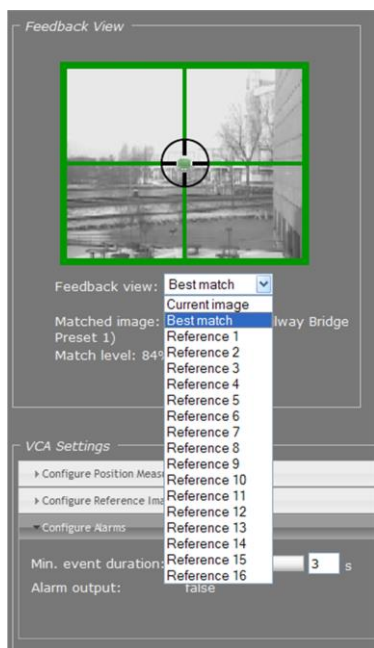 Feedback View
Feedback view: Best match
Current image
Best match
Matched image: lway Bridge
Reference 1
Preset 1)
Reference 2
Match level: 84%
Reference 3
Reference 4
Reference 5
Reference 6
Reference 7
Reference 8
Reference 9
VCA Settings
Reference 10
Configure Position Meas
Reference 11
Configure Reference Ima
Reference 12
Reference 13
Configure Alarms
Reference 14
Min. event duration: 3 s
Reference 15
Alarm output: false
Reference 16